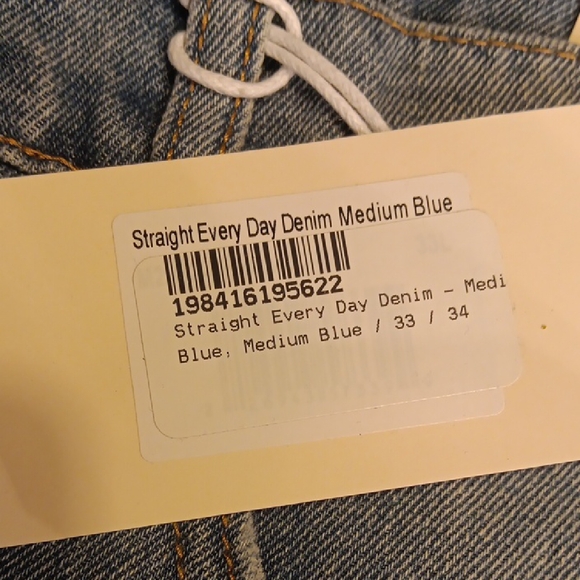 Straight Every Day Denim Medium Blue
198416195622
Straight Every Day Denim – Medi
Blue, Medium Blue / 33 / 34